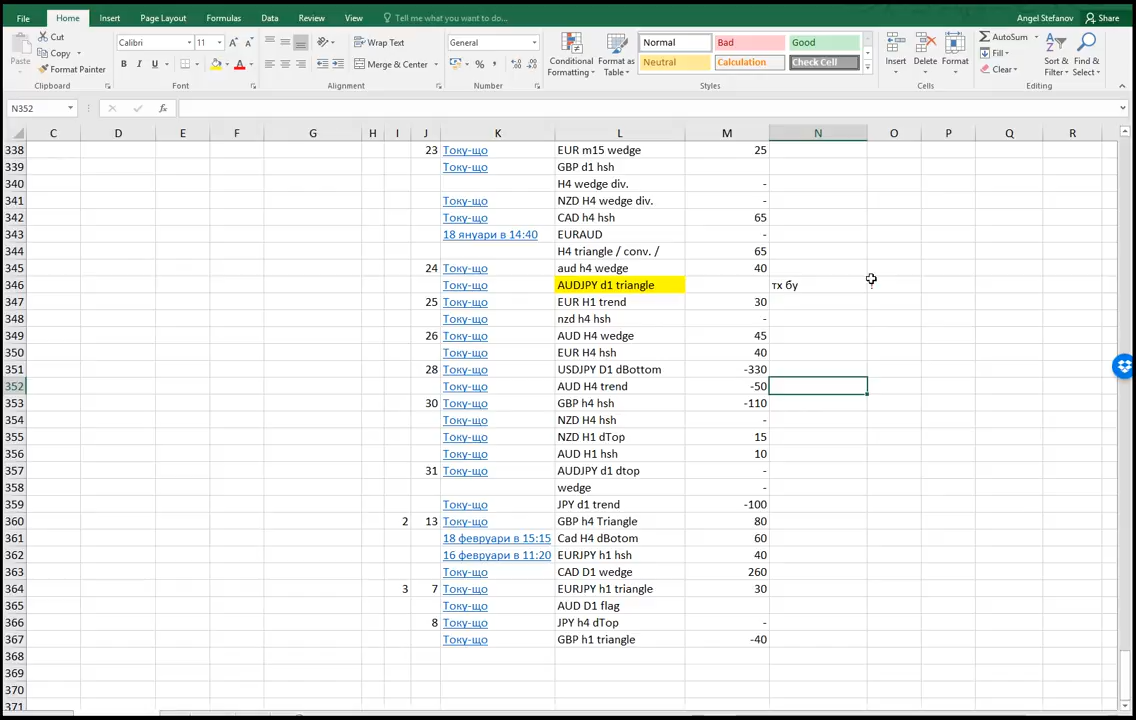 File Home Insert Page Layout Formulas Data Review View Tell me what you want to do... Angel Stefanov Share
Paste Cut Copy Format Painter Calibri 11 B I U A Wrap Text Merge & Center General % Conditional Formatting Format as Table Normal Bad Good Neutral Calculation Check Cell Insert Delete Format AutoSum Fill Clear Sort & Filter Find & Select
Clipboard Font Alignment Number Styles Cells Editing
N352 fx
C D E F G H I J K L M N O P Q R
338 23 Току-що EUR m15 wedge 25
339 Току-що GBP d1 hsh
340 H4 wedge div. -
341 Току-що NZD H4 wedge div. -
342 Току-що CAD h4 hsh 65
343 18 януари в 14:40 EURAUD -
344 H4 triangle / conv. / 65
345 24 Току-що aud h4 wedge 40
346 Току-що AUDJPY d1 triangle тх бу
347 25 Току-що EUR H1 trend 30
348 Току-що nzd h4 hsh -
349 26 Току-що AUD H4 wedge 45
350 Току-що EUR H4 hsh 40
351 28 Току-що USDJPY D1 dBottom -330
352 Току-що AUD H4 trend -50
353 30 Току-що GBP h4 hsh -110
354 Току-що NZD H4 hsh -
355 Току-що NZD H1 dTop 15
356 Току-що AUD H1 hsh 10
357 31 Току-що AUDJPY d1 dtop -
358 wedge -
359 Току-що JPY d1 trend -100
360 2 13 Току-що GBP h4 Triangle 80
361 18 февруари в 15:15 Cad H4 dBotom 60
362 16 февруари в 11:20 EURJPY h1 hsh 40
363 Току-що CAD D1 wedge 260
364 3 7 Току-що EURJPY h1 triangle 30
365 Току-що AUD D1 flag
366 8 Току-що JPY h4 dTop -
367 Току-що GBP h1 triangle -40
368
369
370
371